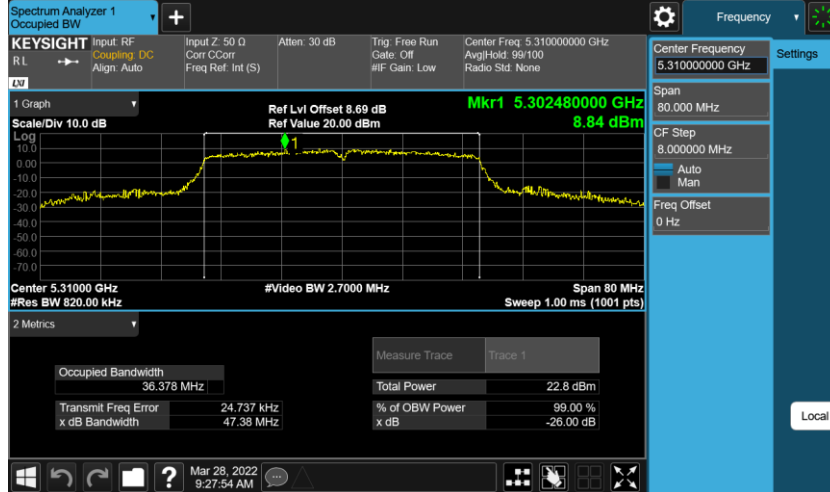 Spectrum Analyzer 1
Occupied BW
Frequency
KEYSIGHT
R L
LXI
Input: RF
Coupling: DC
Align: Auto
Input Z: 50 Ω
Corr CCorr
Freq Ref: Int (S)
Atten: 30 dB
Trig: Free Run
Gate: Off
#IF Gain: Low
Center Freq: 5.310000000 GHz
Avg|Hold: 99/100
Radio Std: None
Center Frequency
5.310000000 GHz
Settings
Span
80.000 MHz
CF Step
8.000000 MHz
Auto
Man
Freq Offset
0 Hz
Local
1 Graph
Scale/Div 10.0 dB
Ref Lvl Offset 8.69 dB
Ref Value 20.00 dBm
Mkr1 5.302480000 GHz
8.84 dBm
Log
10.0
0.00
-10.0
-20.0
-30.0
-40.0
-50.0
-60.0
-70.0
1
Center 5.31000 GHz
#Res BW 820.00 kHz
#Video BW 2.7000 MHz
Span 80 MHz
Sweep 1.00 ms (1001 pts)
2 Metrics
Measure Trace Trace 1
Occupied Bandwidth
36.378 MHz
Total Power 22.8 dBm
Transmit Freq Error 24.737 kHz
% of OBW Power 99.00 %
x dB Bandwidth 47.38 MHz
x dB -26.00 dB
?
Mar 28, 2022
9:27:54 AM